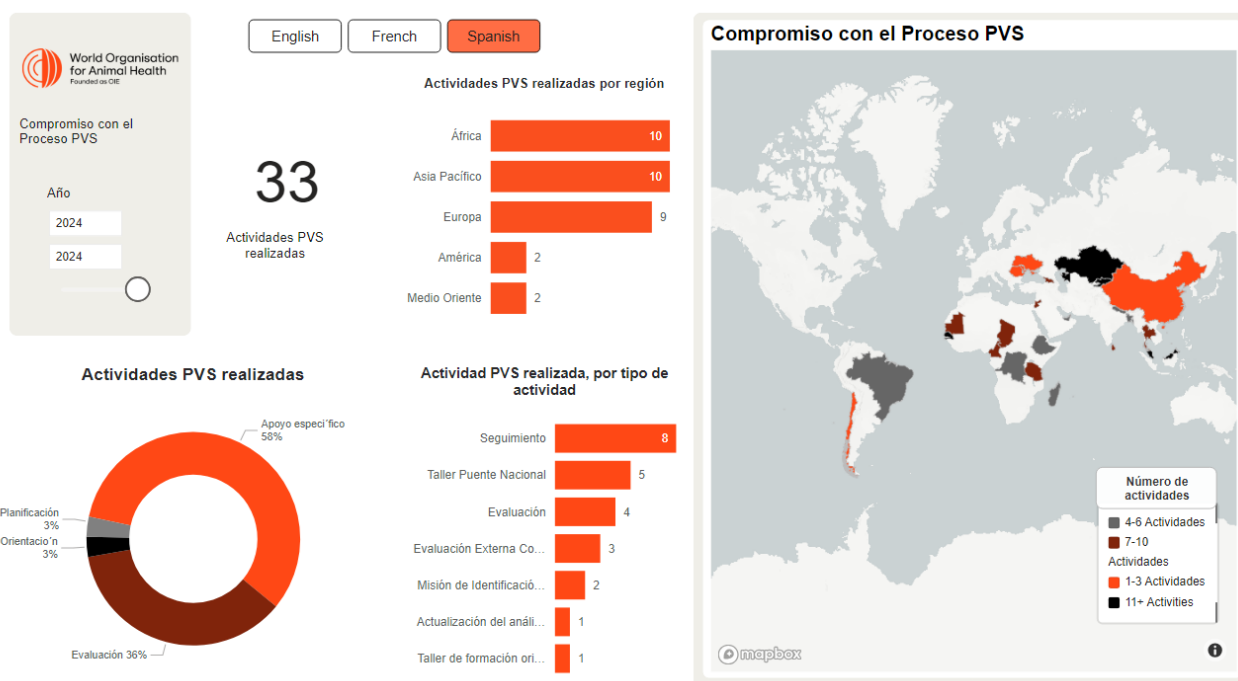 World Organisation
for Animal Health
Founded as OIE
Compromiso con el
Proceso PVS
Año
2024
2024
English
French
Spanish
33
Actividades PVS
realizadas
Actividades PVS realizadas por región
África
10
Asia Pacífico
10
Europa
9
América
2
Medio Oriente
2
Actividades PVS realizadas
Apoyo especi´fico
58%
Planificación
3%
Orientacio´n
3%
Evaluación 36%
Actividad PVS realizada, por tipo de
actividad
Seguimiento
8
Taller Puente Nacional
5
Evaluación
4
Evaluación Externa Co...
3
Misión de Identificació...
2
Actualización del análi...
1
Taller de formación ori...
1
Compromiso con el Proceso PVS
Número de
actividades
4-6 Actividades
7-10
Actividades
1-3 Actividades
11+ Activities
mapbox